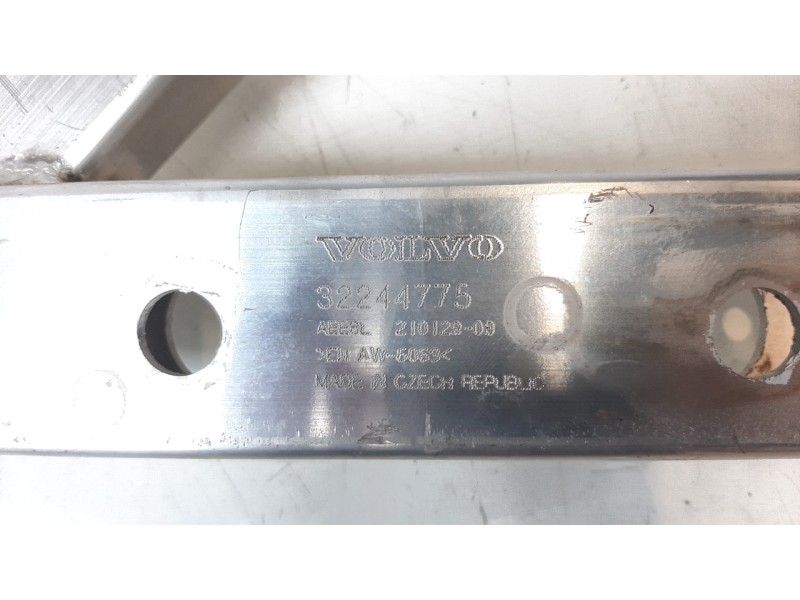 VOLVO
32244775
210129-09
>EN AW-6063<
MADE IN CZECH REPUBLIC